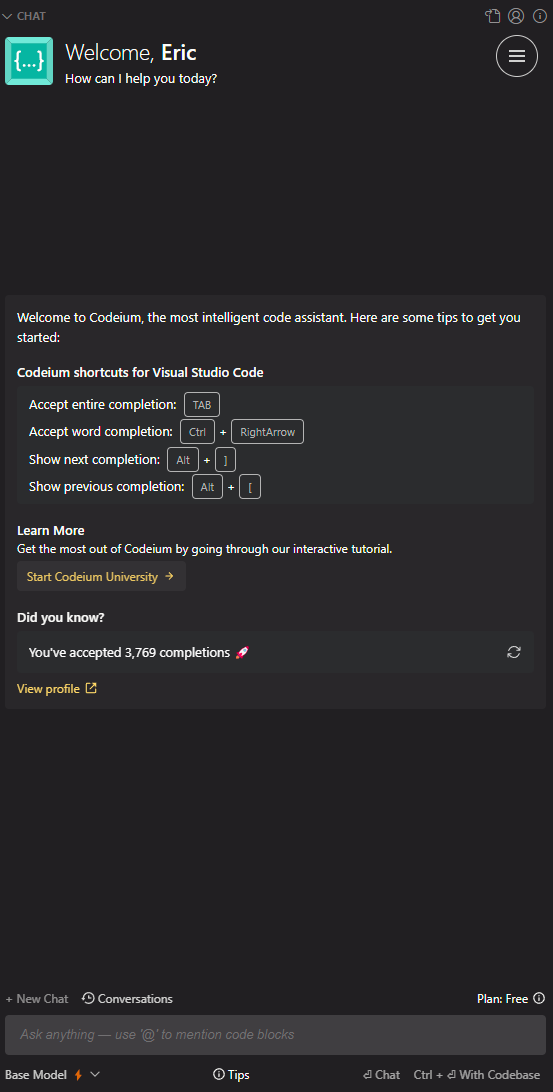 CHAT
{...}
Welcome, Eric
How can I help you today?
Welcome to Codeium, the most intelligent code assistant. Here are some tips to get you
started:
Codeium shortcuts for Visual Studio Code
Accept entire completion: TAB
Accept word completion: Ctrl + RightArrow
Show next completion: Alt + ]
Show previous completion: Alt + [
Learn More
Get the most out of Codeium by going through our interactive tutorial.
Start Codeium University →
Did you know?
You've accepted 3,769 completions 🚀
View profile
+ New Chat Conversations Plan: Free
Ask anything — use '@' to mention code blocks
Base Model Tips ⏎ Chat Ctrl + ⏎ With Codebase